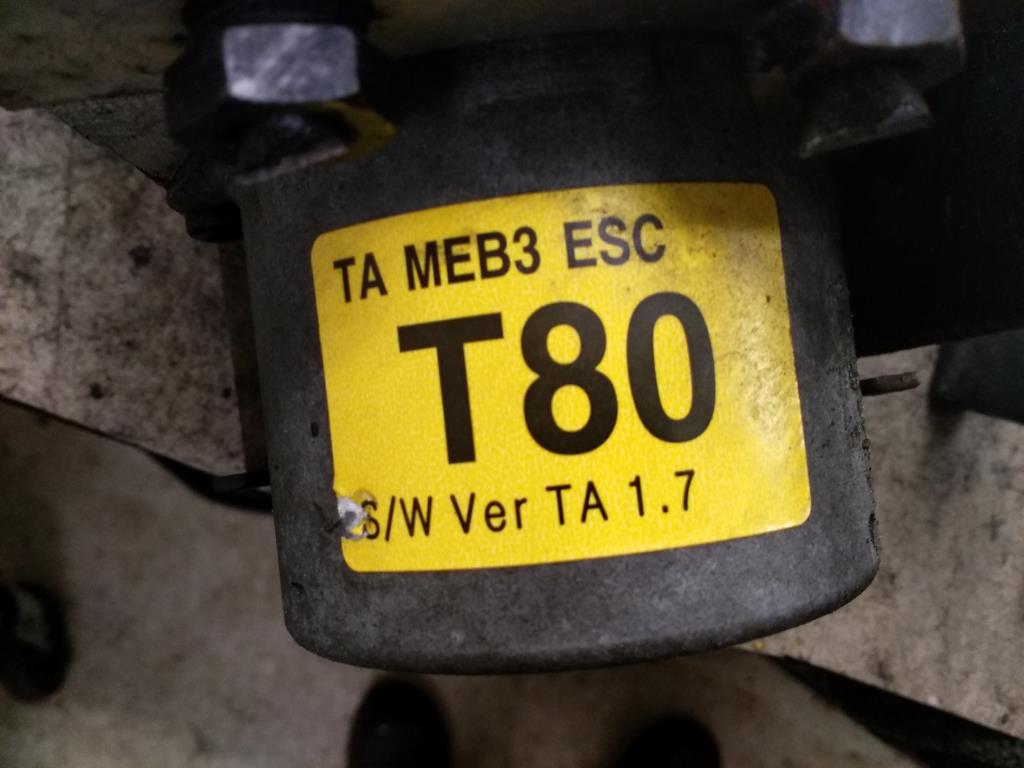 TA MEB3 ESC
T80
S/W Ver TA 1.7